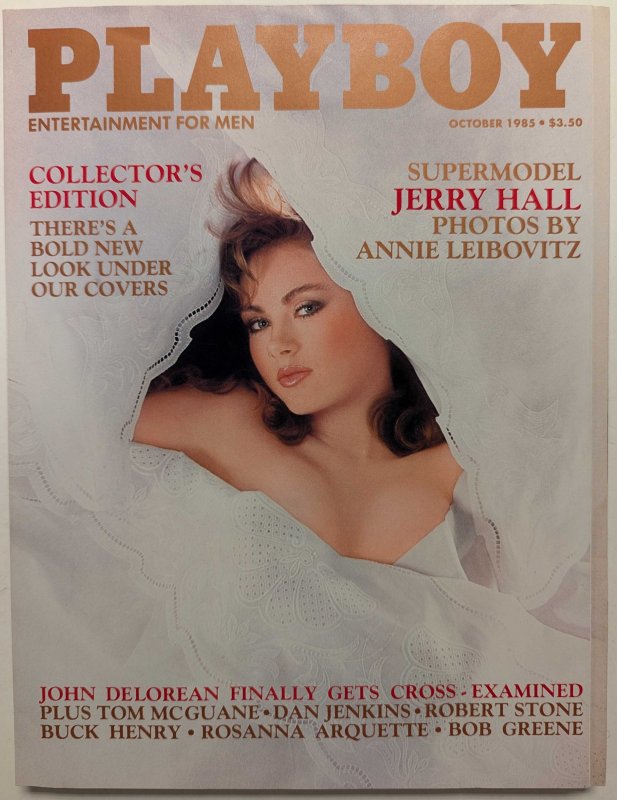 PLAYBOY
ENTERTAINMENT FOR MEN
OCTOBER 1985 • $3.50
COLLECTOR'S
EDITION
THERE'S A
BOLD NEW
LOOK UNDER
OUR COVERS
SUPERMODEL
JERRY HALL
PHOTOS BY
ANNIE LEIBOVITZ
JOHN DELOREAN FINALLY GETS CROSS-EXAMINED
PLUS TOM MCGUANE • DAN JENKINS • ROBERT STONE
BUCK HENRY • ROSANNA ARQUETTE • BOB GREENE